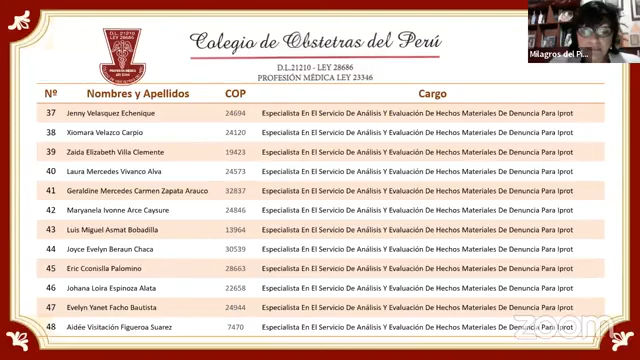 D.L. 21210
LEY 28686
Colegio de Obstetras del Perú
D.L.21210 - LEY 28686
PROFESIÓN MÉDICA LEY 23346
Milagros del Pi...
Nº Nombres y Apellidos COP Cargo
37 Jenny Velasquez Echenique 24694 Especialista En El Servicio De Análisis Y Evaluación De Hechos Materiales De Denuncia Para Iprot
38 Xiomara Velazco Carpio 24120 Especialista En El Servicio De Análisis Y Evaluación De Hechos Materiales De Denuncia Para Iprot
39 Zaida Elizabeth Villa Clemente 19423 Especialista En El Servicio De Análisis Y Evaluación De Hechos Materiales De Denuncia Para Iprot
40 Laura Mercedes Vivanco Alva 24573 Especialista En El Servicio De Análisis Y Evaluación De Hechos Materiales De Denuncia Para Iprot
41 Geraldine Mercedes Carmen Zapata Arauco 32837 Especialista En El Servicio De Análisis Y Evaluación De Hechos Materiales De Denuncia Para Iprot
42 Maryanela Ivonne Arce Caysure 24846 Especialista En El Servicio De Análisis Y Evaluación De Hechos Materiales De Denuncia Para Iprot
43 Luis Miguel Asmat Bobadilla 13964 Especialista En El Servicio De Análisis Y Evaluación De Hechos Materiales De Denuncia Para Iprot
44 Joyce Evelyn Beraun Chaca 30539 Especialista En El Servicio De Análisis Y Evaluación De Hechos Materiales De Denuncia Para Iprot
45 Eric Cconislla Palomino 28663 Especialista En El Servicio De Análisis Y Evaluación De Hechos Materiales De Denuncia Para Iprot
46 Johana Loira Espinoza Alata 22658 Especialista En El Servicio De Análisis Y Evaluación De Hechos Materiales De Denuncia Para Iprot
47 Evelyn Yanet Facho Bautista 24944 Especialista En El Servicio De Análisis Y Evaluación De Hechos Materiales De Denuncia Para Iprot
48 Aidée Visitación Figueroa Suarez 7470 Especialista En El Servicio De Análisis Y Evaluación De Hechos Materiales De Denuncia Para Iprot
zoom